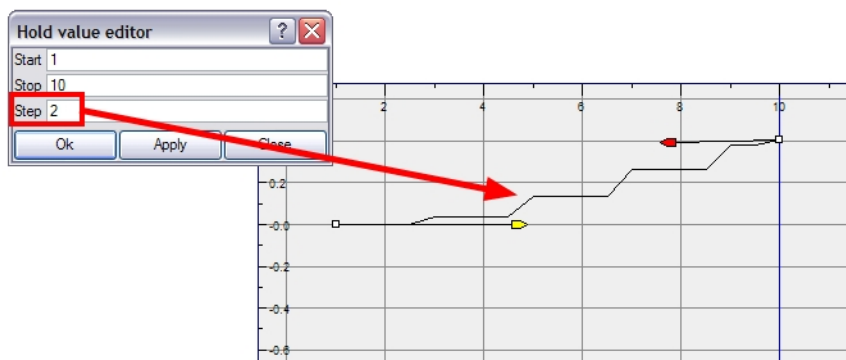 Hold value editor
Start 1
Stop 10
Step 2
Ok Apply Close
2 4 6 8 10
-0.2
-0.0
-0.2
-0.4
-0.6